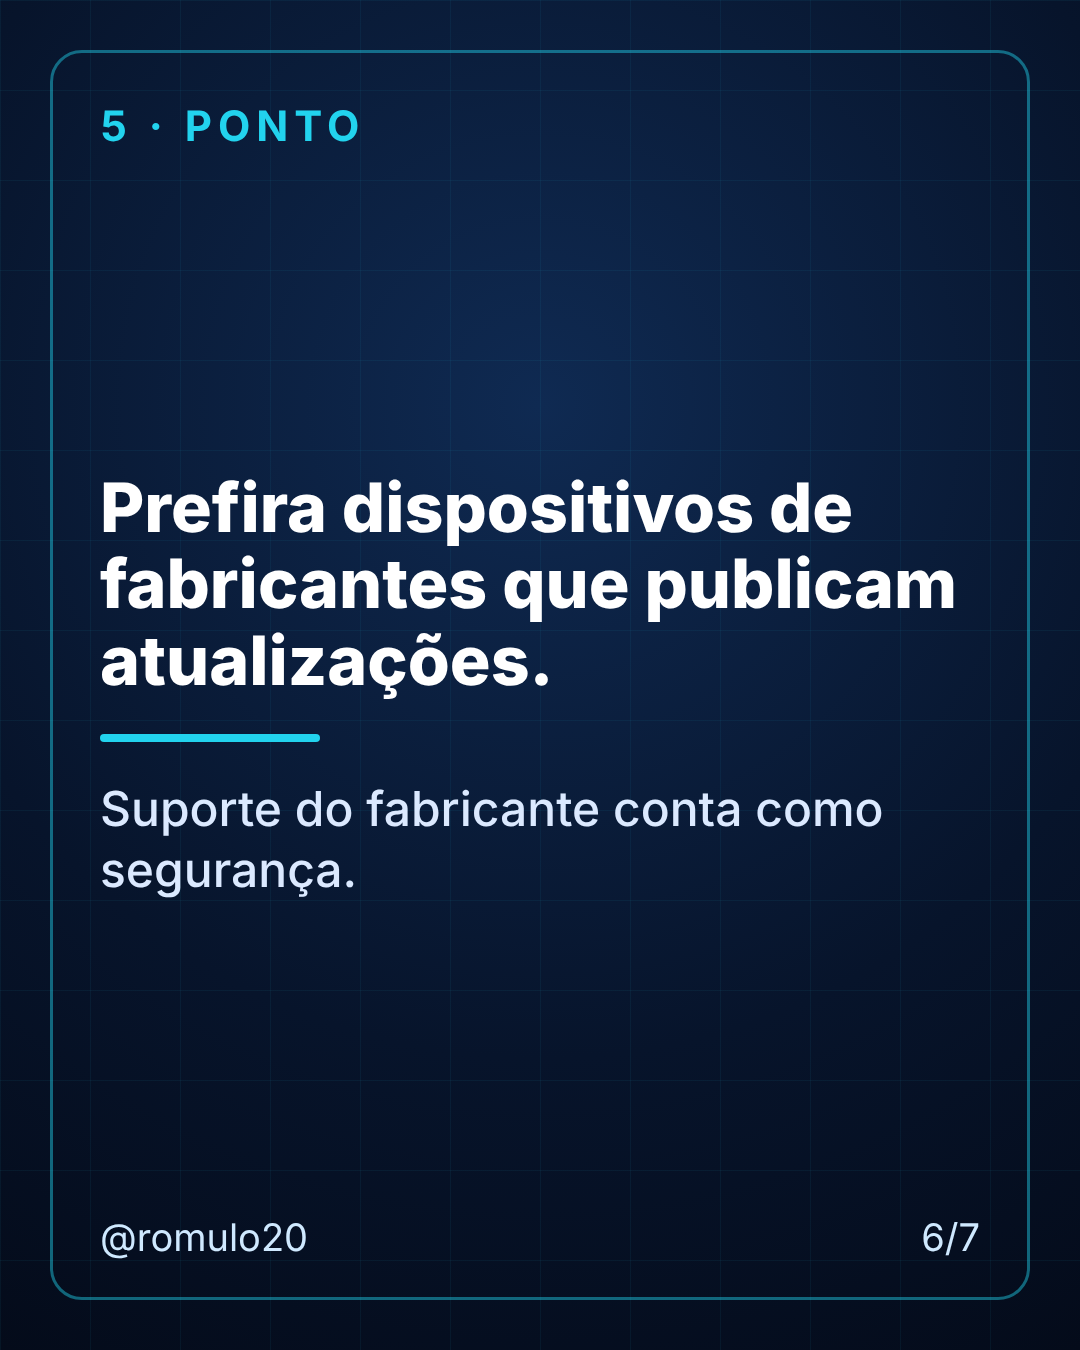 5 · PONTO
Prefira dispositivos de
fabricantes que publicam
atualizações.
Suporte do fabricante conta como
segurança.
@romulo20
6/7